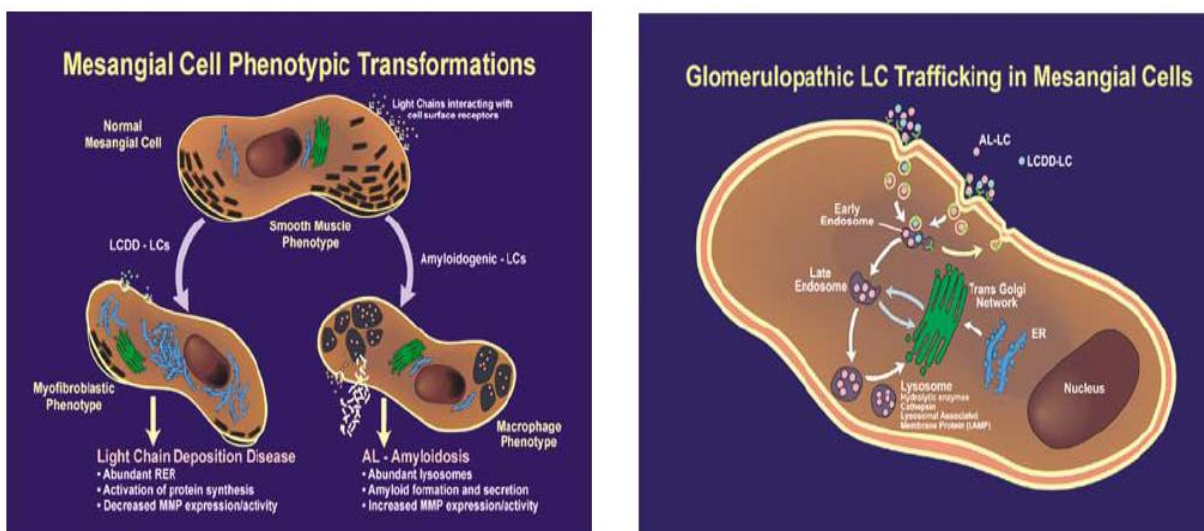 Mesangial Cell Phenotypic Transformations
Light Chains interacting with
cell surface receptors
Normal
Mesangial Cell
Smooth Muscle
Phenotype
LCDD - LCs
Amyloidogenic - LCs
Myofibroblastic
Phenotype
Macrophage
Phenotype
Light Chain Deposition Disease
• Abundant RER
• Activation of protein synthesis
• Decreased MMP expression/activity
AL - Amyloidosis
• Abundant lysosomes
• Amyloid formation and secretion
• Increased MMP expression/activity
Glomerulopathic LC Trafficking in Mesangial Cells
AL-LC
LCDD-LC
Early
Endosome
Late
Endosome
Trans Golgi
Network
ER
Lysosome
Hydrolytic enzymes
Cathepsin
Lysosomal Associated
Membrane Protein (LAMP)
Nucleus